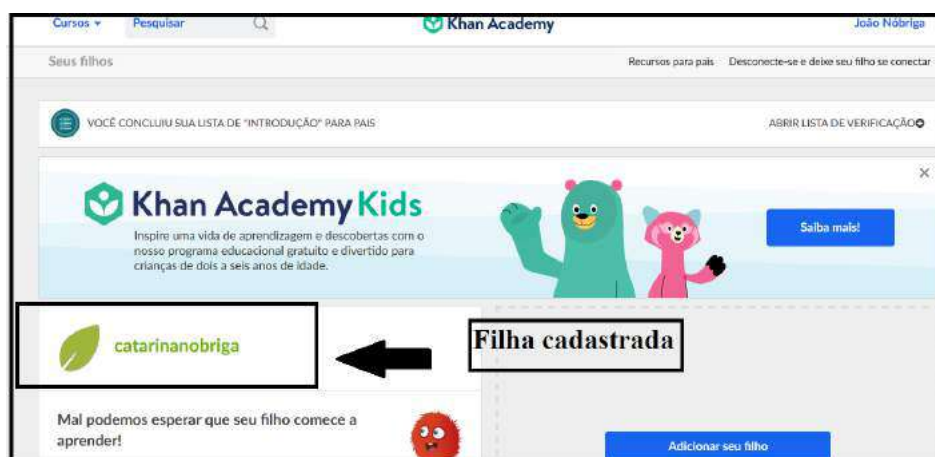 Cursos
Pesquisar
Khan Academy
João Nóbriga
Seus filhos
Recursos para pais
Desconecte-se e deixe seu filho se conectar
VOCÊ CONCLUIU SUA LISTA DE "INTRODUÇÃO" PARA PAIS
ABRIR LISTA DE VERIFICAÇÃO
Khan Academy Kids
Inspire uma vida de aprendizagem e descobertas com o
nosso programa educacional gratuito e divertido para
crianças de dois a seis anos de idade.
Saiba mais!
catarinanobriga
Filha cadastrada
Mal podemos esperar que seu filho comece a
aprender!
Adicionar seu filho